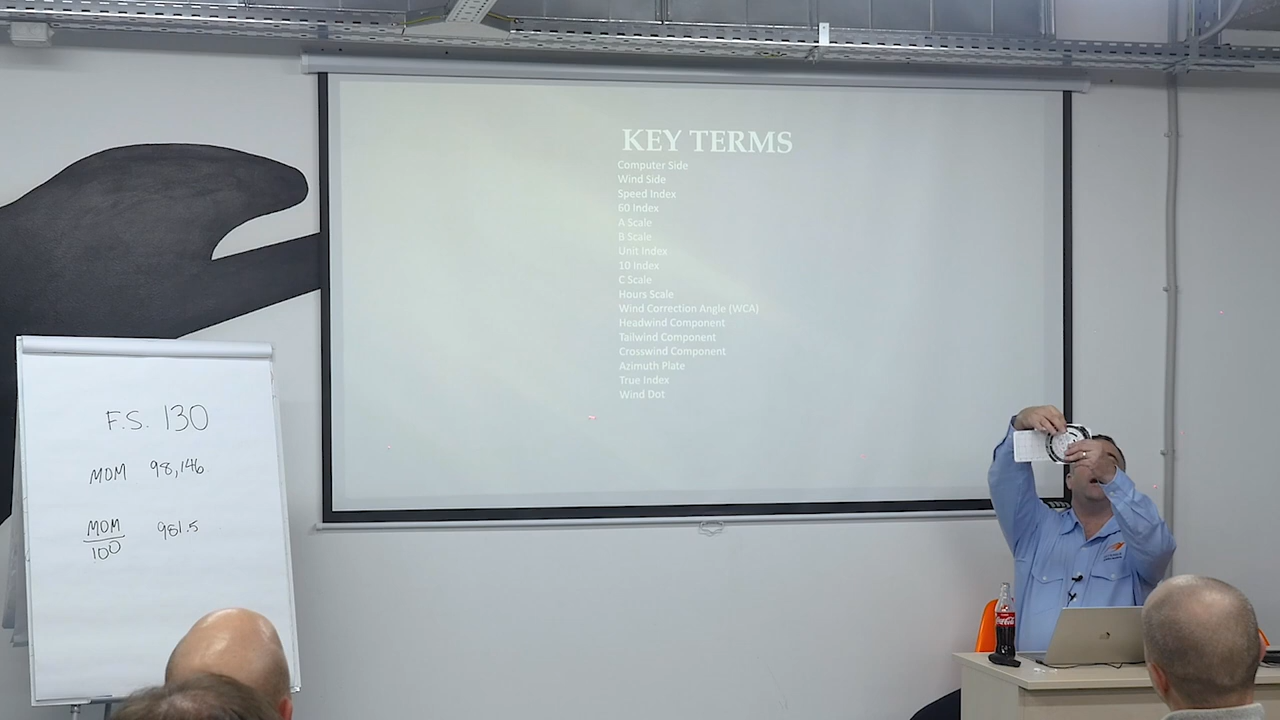 KEY TERMS
Computer Side
Wind Side
Speed Index
60 Index
A Scale
B Scale
Unit Index
10 Index
C Scale
Hours Scale
Wind Correction Angle (WCA)
Headwind Component
Tailwind Component
Crosswind Component
Azimuth Plate
True Index
Wind Dot
F.S. 130
MOM 98,146
MOM
100
981.5
Coca-Cola